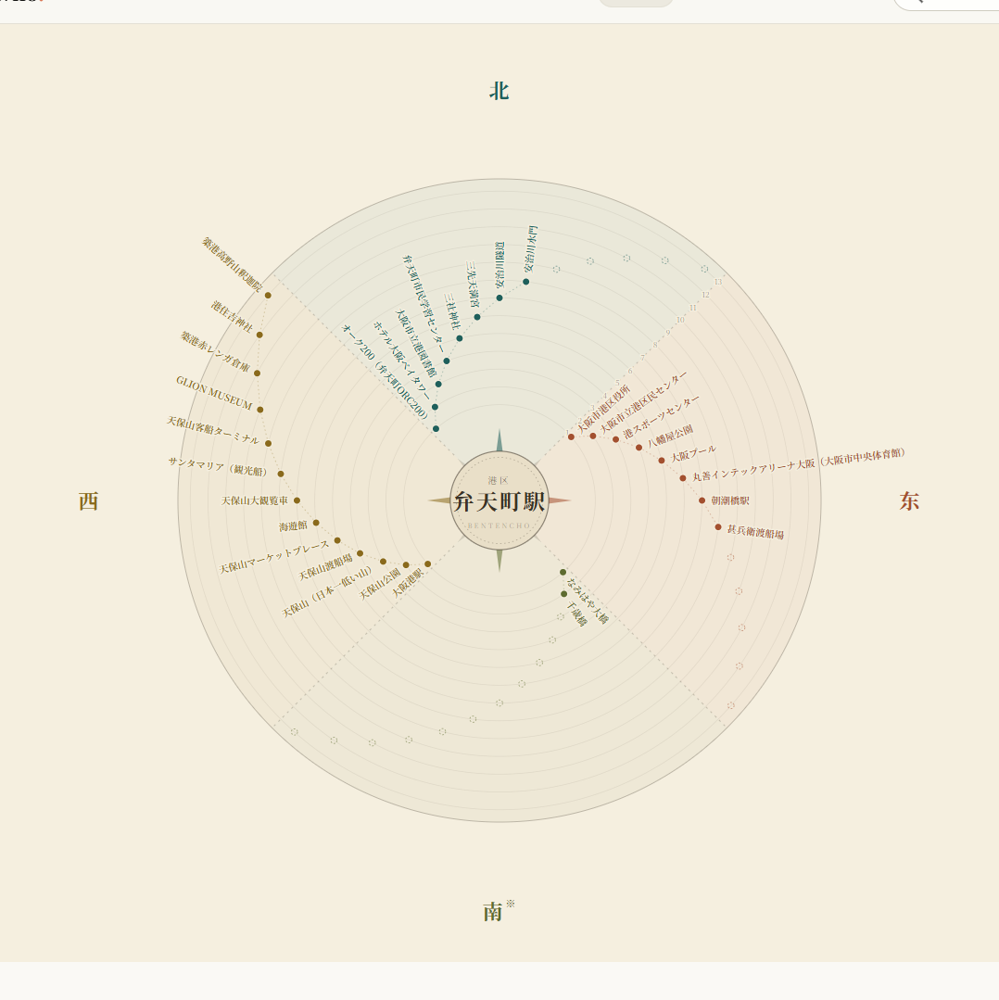 北
築港高野山釈迦院
港住吉神社
築港赤レンガ倉庫
GLION MUSEUM
天保山客船ターミナル
サンタマリア（観光船）
天保山大観覧車
海遊館
天保山マーケットプレース
天保山渡船場
天保山（日本一低い山）
天保山公園
大阪港駅
オーク200（弁天町ORC200）
ホテル大阪ベイタワー
大阪市立港図書館
弁天町市民学習センター
三社神社
三先天満宮
安治川隧道
安治川水門
13
12
11
10
9
8
7
6
5
4
3
1
大阪市港区役所
大阪市立港区民センター
港スポーツセンター
八幡屋公園
大阪プール
丸善インテックアリーナ大阪（大阪市中央体育館）
朝潮橋駅
甚兵衛渡船場
港区
弁天町駅
BENTENCHO
西
东
なみはや大橋
千歳橋
南※